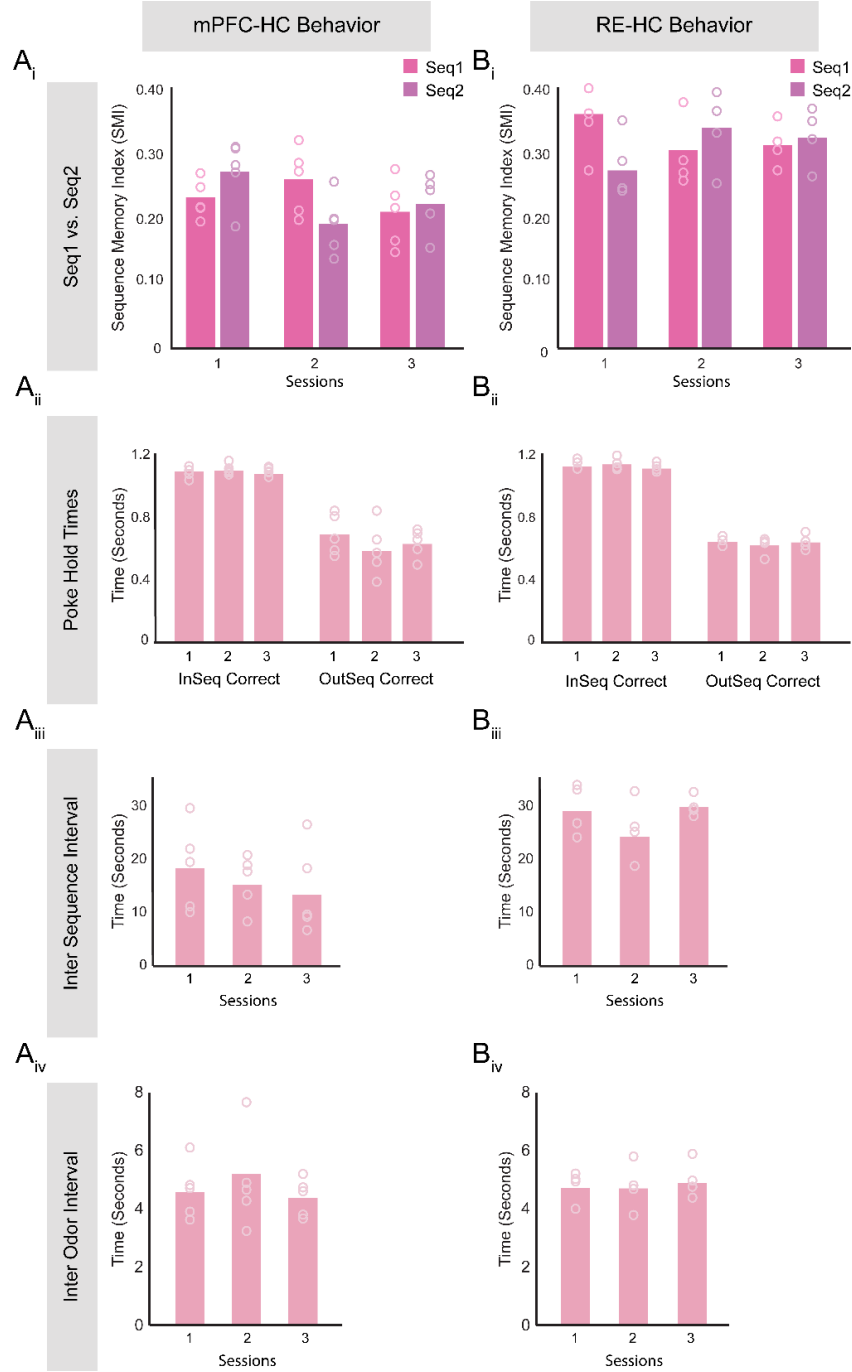 mPFC-HC Behavior
RE-HC Behavior
Ai
Seq1 vs. Seq2
Sequence Memory Index (SMI)
0.40
0.30
0.20
0.10
0
Seq1
Seq2
1 2 3
Sessions
Bi
Sequence Memory Index (SMI)
0.40
0.30
0.20
0.10
0
Seq1
Seq2
1 2 3
Sessions
Aii
Poke Hold Times
Time (Seconds)
1.2
0.8
0.4
0
1 2 3 1 2 3
InSeq Correct OutSeq Correct
Bii
Time (Seconds)
1.2
0.8
0.4
0
1 2 3 1 2 3
InSeq Correct OutSeq Correct
Aiii
Inter Sequence Interval
Time (Seconds)
30
20
10
0
1 2 3
Sessions
Biii
Time (Seconds)
30
20
10
0
1 2 3
Sessions
Aiv
Inter Odor Interval
Time (Seconds)
8
6
4
2
0
1 2 3
Sessions
Biv
Time (Seconds)
8
6
4
2
0
1 2 3
Sessions